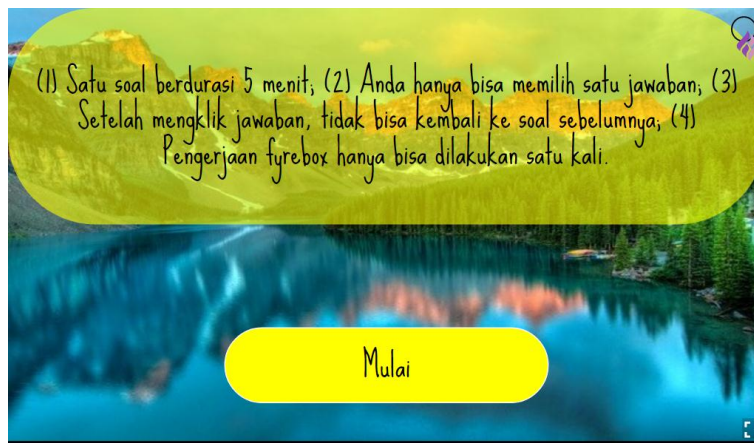 (1) Satu soal berdurasi 5 menit; (2) Anda hanya bisa memilih satu jawaban; (3)
Setelah mengklik jawaban, tidak bisa kembali ke soal sebelumnya; (4)
Pengerjaan fyrebox hanya bisa dilakukan satu kali.
Mulai